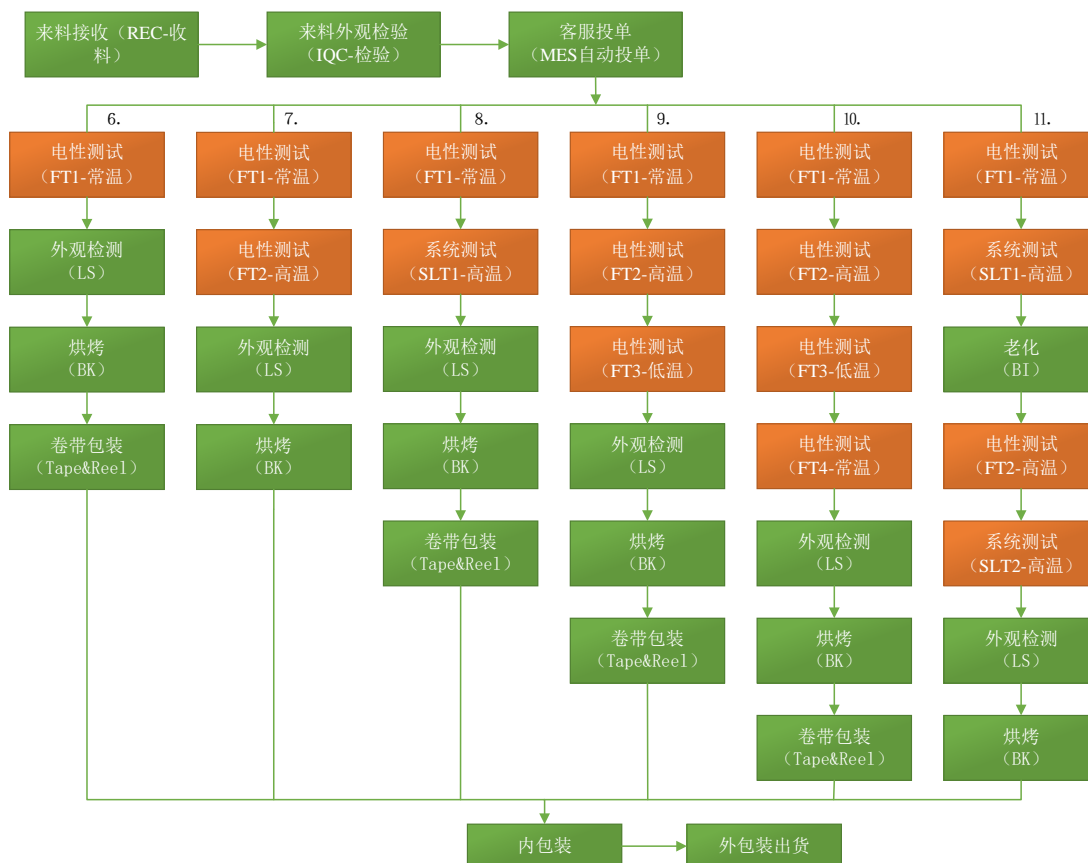 来料接收（REC-收
料）
来料外观检验
（IQC-检验）
客服投单
（MES自动投单）
6.
7.
8.
9.
10.
11.
电性测试
（FT1-常温）
外观检测
（LS）
烘烤
（BK）
卷带包装
（Tape&Reel）
电性测试
（FT1-常温）
电性测试
（FT2-高温）
外观检测
（LS）
烘烤
（BK）
电性测试
（FT1-常温）
系统测试
（SLT1-高温）
外观检测
（LS）
烘烤
（BK）
卷带包装
（Tape&Reel）
电性测试
（FT1-常温）
电性测试
（FT2-高温）
电性测试
（FT3-低温）
外观检测
（LS）
烘烤
（BK）
卷带包装
（Tape&Reel）
电性测试
（FT1-常温）
电性测试
（FT2-高温）
电性测试
（FT3-低温）
电性测试
（FT4-常温）
外观检测
（LS）
烘烤
（BK）
卷带包装
（Tape&Reel）
电性测试
（FT1-常温）
系统测试
（SLT1-高温）
老化
（BI）
电性测试
（FT2-高温）
系统测试
（SLT2-高温）
外观检测
（LS）
烘烤
（BK）
内包装
外包装出货